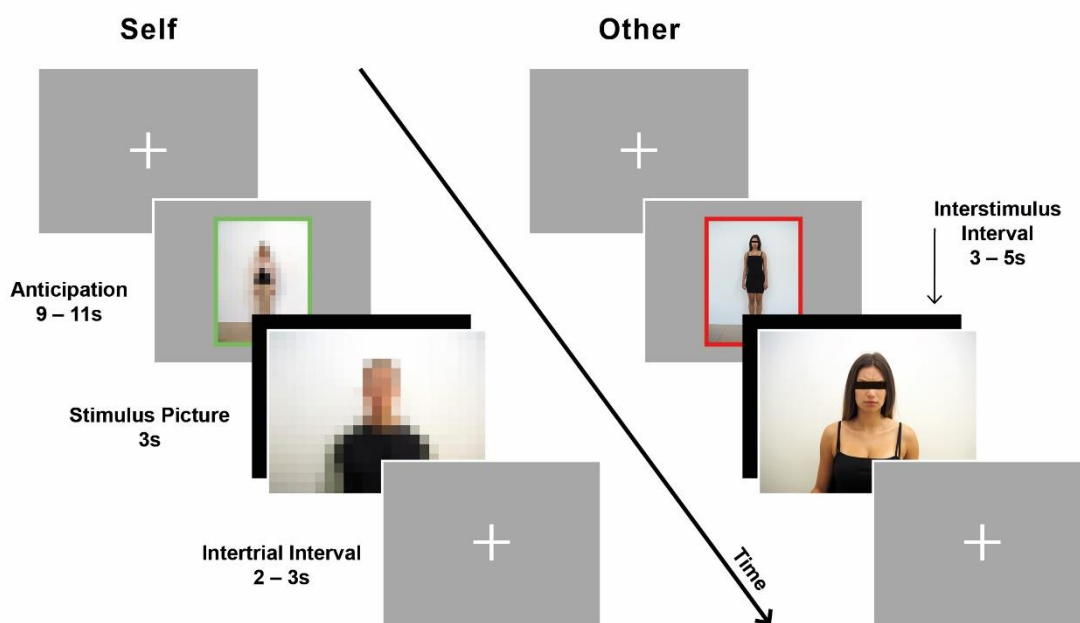 Self
Other
Interstimulus
Interval
3 – 5s
Anticipation
9 – 11s
Stimulus Picture
3s
Intertrial Interval
2 – 3s
Time